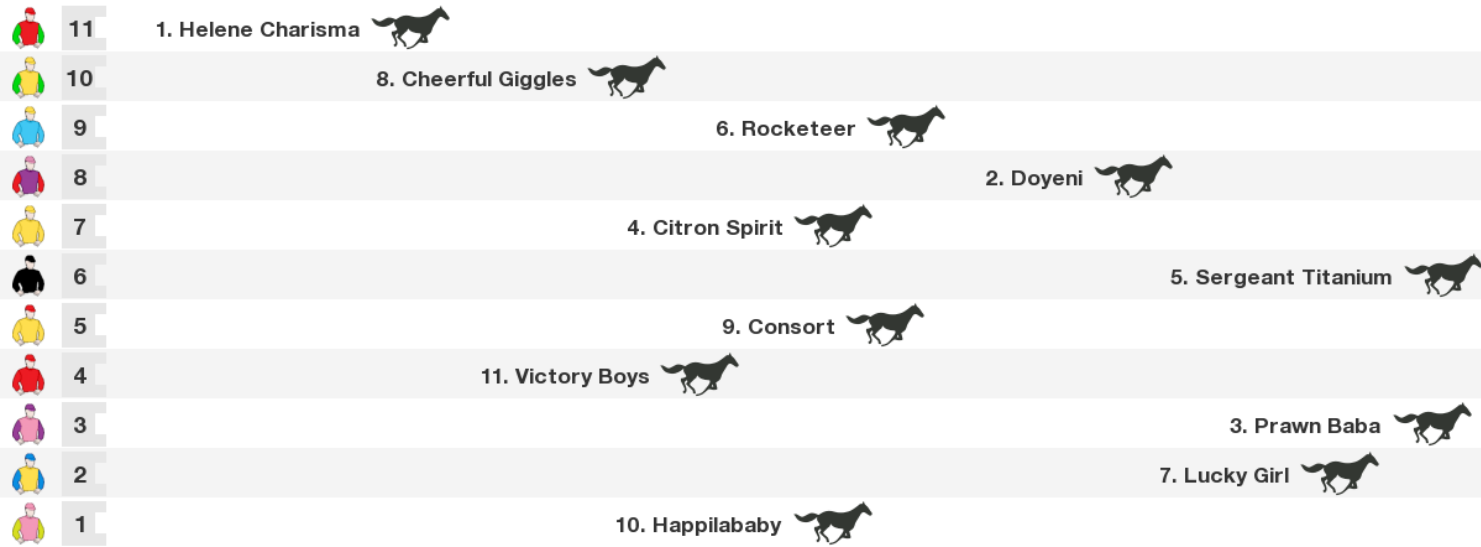 11 1. Helene Charisma
10 8. Cheerful Giggles
9 6. Rocketeer
8 2. Doyeni
7 4. Citron Spirit
6 5. Sergeant Titanium
5 9. Consort
4 11. Victory Boys
3 3. Prawn Baba
2 7. Lucky Girl
1 10. Happilababy